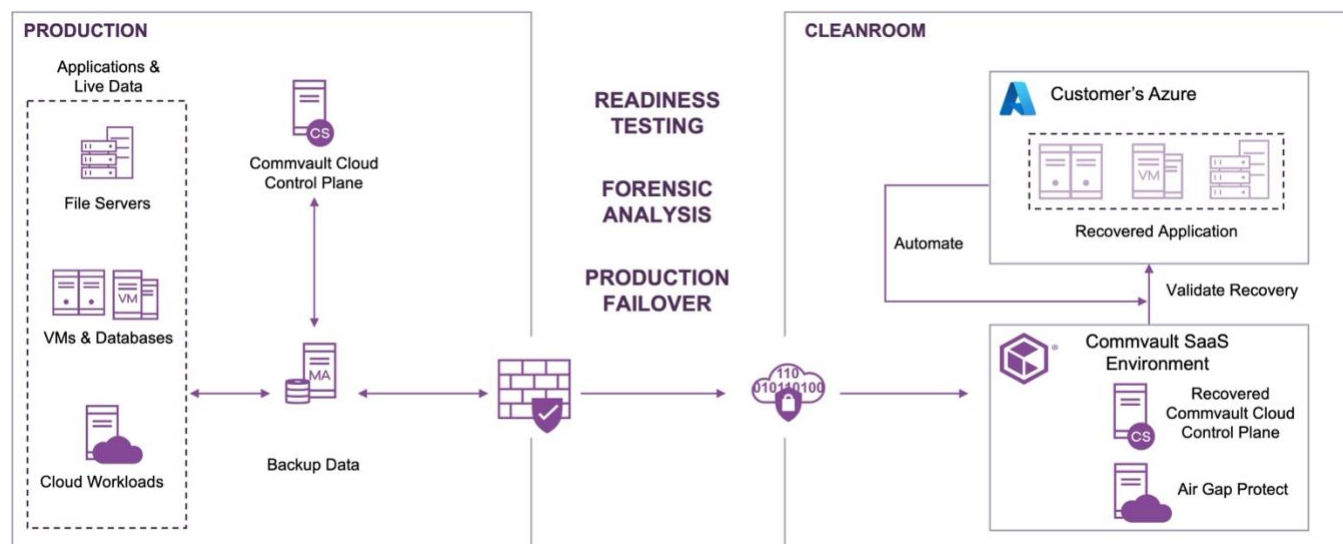 PRODUCTION
Applications &
Live Data
File Servers
VM
VMs & Databases
Cloud Workloads
CS
Commvault Cloud
Control Plane
MA
Backup Data
READINESS
TESTING
FORENSIC
ANALYSIS
PRODUCTION
FAILOVER
110
010110100
CLEANROOM
Customer's Azure
VM
Recovered Application
Automate
Validate Recovery
®
Commvault SaaS
Environment
CS
Recovered
Commvault Cloud
Control Plane
Air Gap Protect